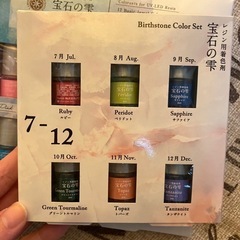 Birthstone Color Set
レジン用着色剤
宝石の雫
7月 Jul.
8月 Aug.
9月 Sep.
Ruby
ルビー
Peridot
ペリドット
Sapphire
サファイア
7-12
10月 Oct.
11月 Nov.
12月 Dec.
Green Tourmaline
グリーントルマリン
Topaz
トパーズ
Tanzanite
タンザナイト